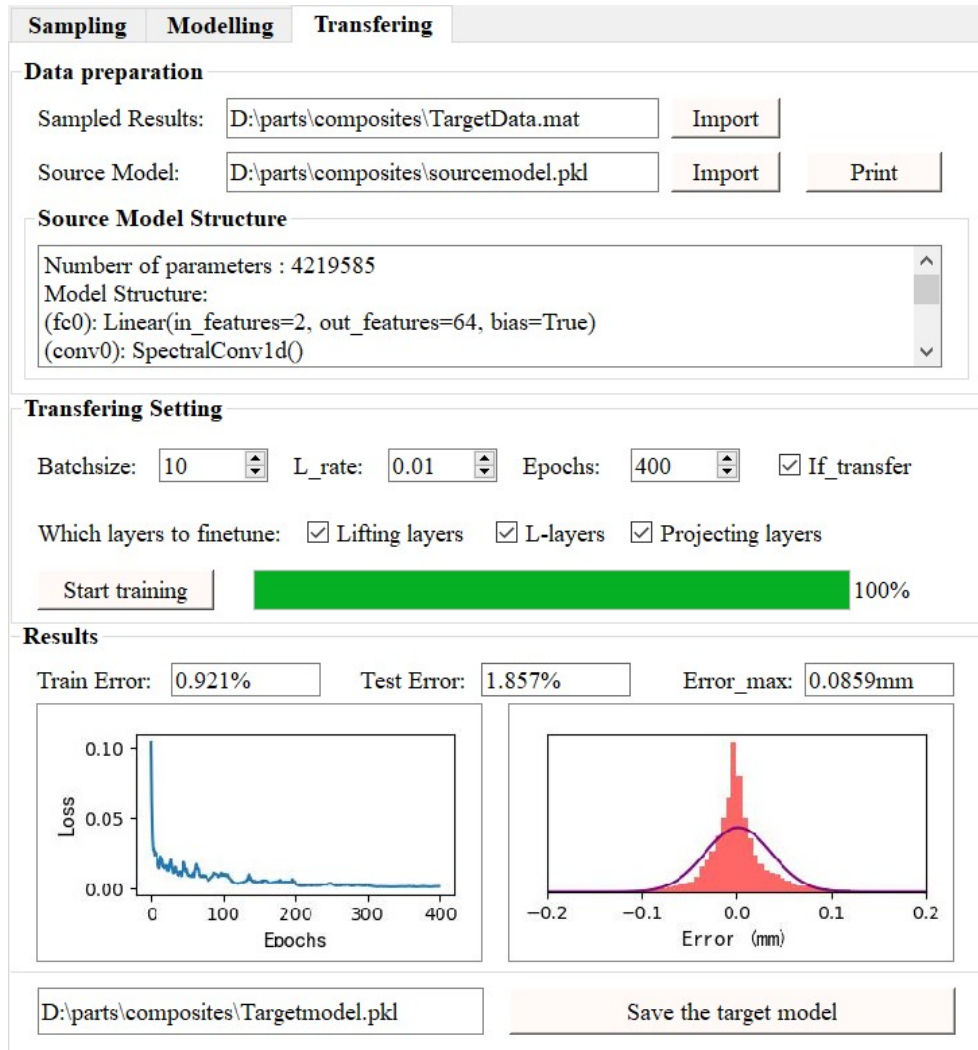 Sampling Modelling Transfering
Data preparation
Sampled Results: D:\parts\composites\TargetData.mat Import
Source Model: D:\parts\composites\sourcemodel.pkl Import Print
Source Model Structure
Numberr of parameters : 4219585
Model Structure:
(fc0): Linear(in_features=2, out_features=64, bias=True)
(conv0): SpectralConv1d()
Transfering Setting
Batchsize: 10 L_rate: 0.01 Epochs: 400 If_transfer
Which layers to finetune: Lifting layers L-layers Projecting layers
Start training 100%
Results
Train Error: 0.921% Test Error: 1.857% Error_max: 0.0859mm
0.10
0.05
0.00
Loss
0 100 200 300 400
Epochs
−0.2 −0.1 0.0 0.1 0.2
Error (mm)
D:\parts\composites\Targetmodel.pkl Save the target model